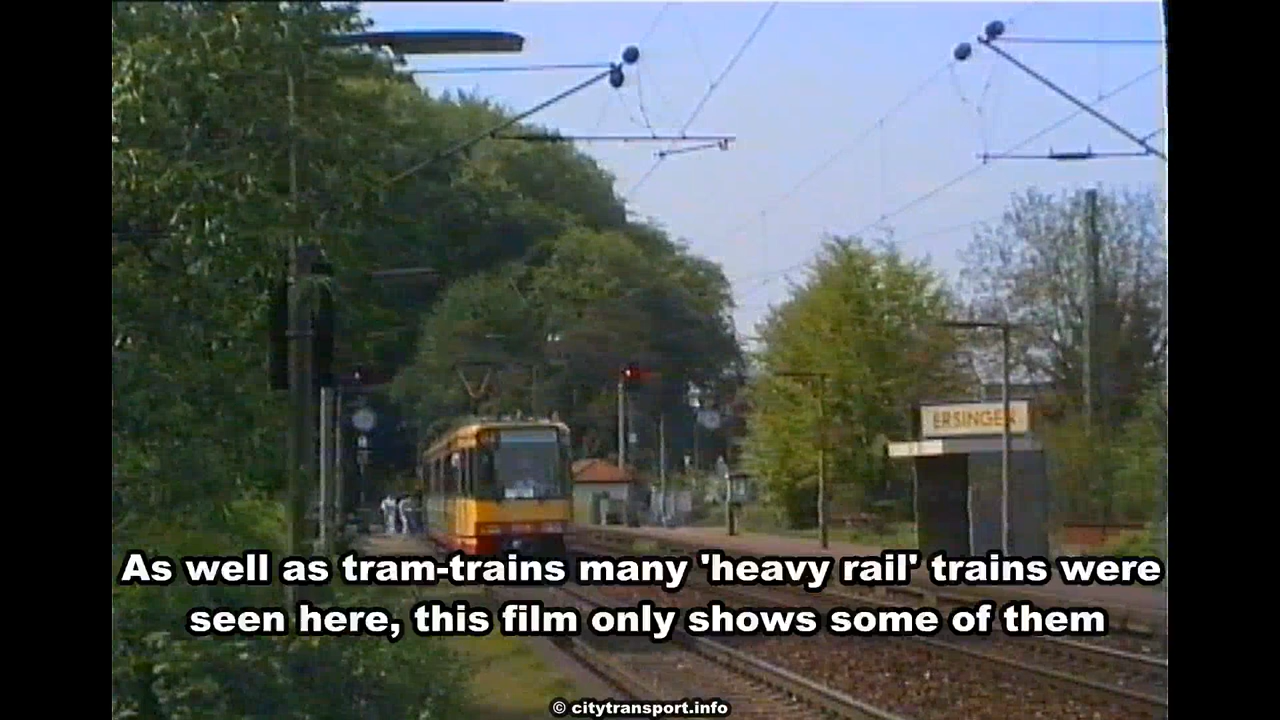 ERSINGEN
As well as tram-trains many 'heavy rail' trains were
seen here, this film only shows some of them
© citytransport.info